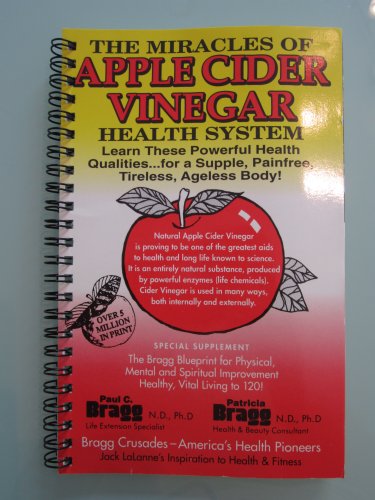 THE MIRACLES OF
APPLE CIDER
VINEGAR
HEALTH SYSTEM
Learn These Powerful Health
Qualities...for a Supple, Painfree,
Tireless, Ageless Body!
Natural Apple Cider Vinegar
is proving to be one of the greatest aids
to health and long life known to science.
It is an entirely natural substance, produced
by powerful enzymes (life chemicals).
Cider Vinegar is used in many ways,
both internally and externally.
OVER 5
MILLION
IN PRINT
SPECIAL SUPPLEMENT
The Bragg Blueprint for Physical,
Mental and Spiritual Improvement
Healthy, Vital Living to 120!
Paul C.
Bragg N.D., Ph.D
Life Extension Specialist
Patricia
Bragg N.D., Ph.D
Health & Beauty Consultant
Bragg Crusades – America's Health Pioneers
Jack LaLanne's Inspiration to Health & Fitness